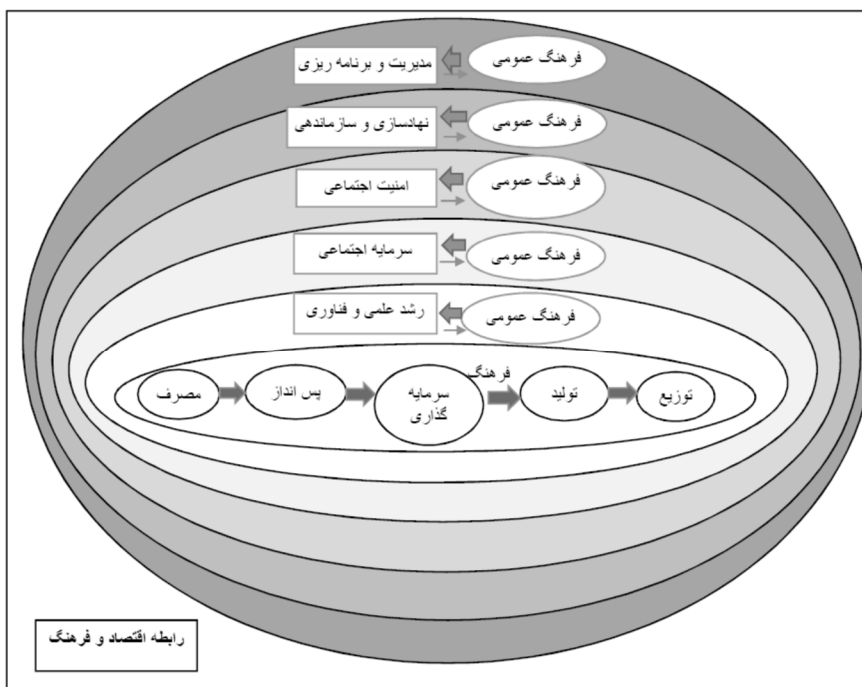 فرهنگ عمومی
مدیریت و برنامه ریزی
فرهنگ عمومی
نهادسازی و سازماندهی
فرهنگ عمومی
امنیت اجتماعی
فرهنگ عمومی
سرمایه اجتماعی
فرهنگ عمومی
رشد علمی و فناوری
فرهنگ
توزیع
تولید
سرمایه
گذاری
پس انداز
مصرف
رابطه اقتصاد و فرهنگ